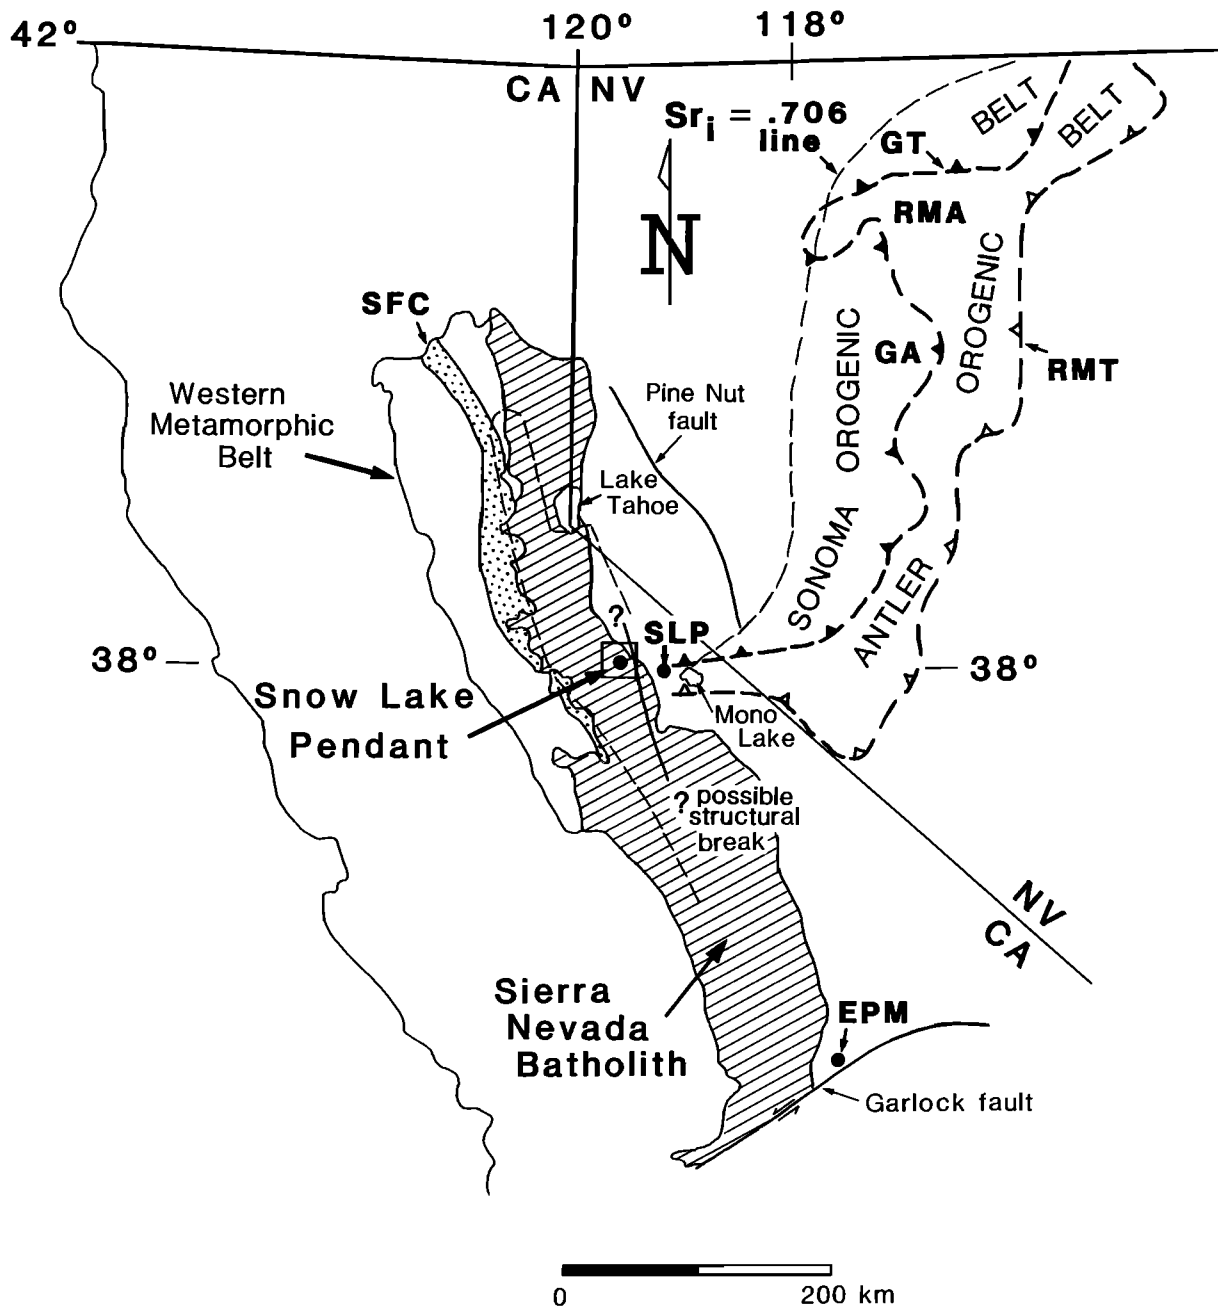 42°
120°
118°
CA
NV
Sri = .706
line
GT
BELT
BELT
RMA
N
SFC
OROGENIC
OROGENIC
GA
RMT
Western
Metamorphic
Belt
Pine Nut
fault
Lake
Tahoe
SONOMA
ANTLER
?
SLP
38°
38°
Snow Lake
Pendant
Mono
Lake
? possible
structural
break
NV
CA
Sierra
Nevada
Batholith
EPM
Garlock fault
0
200 km